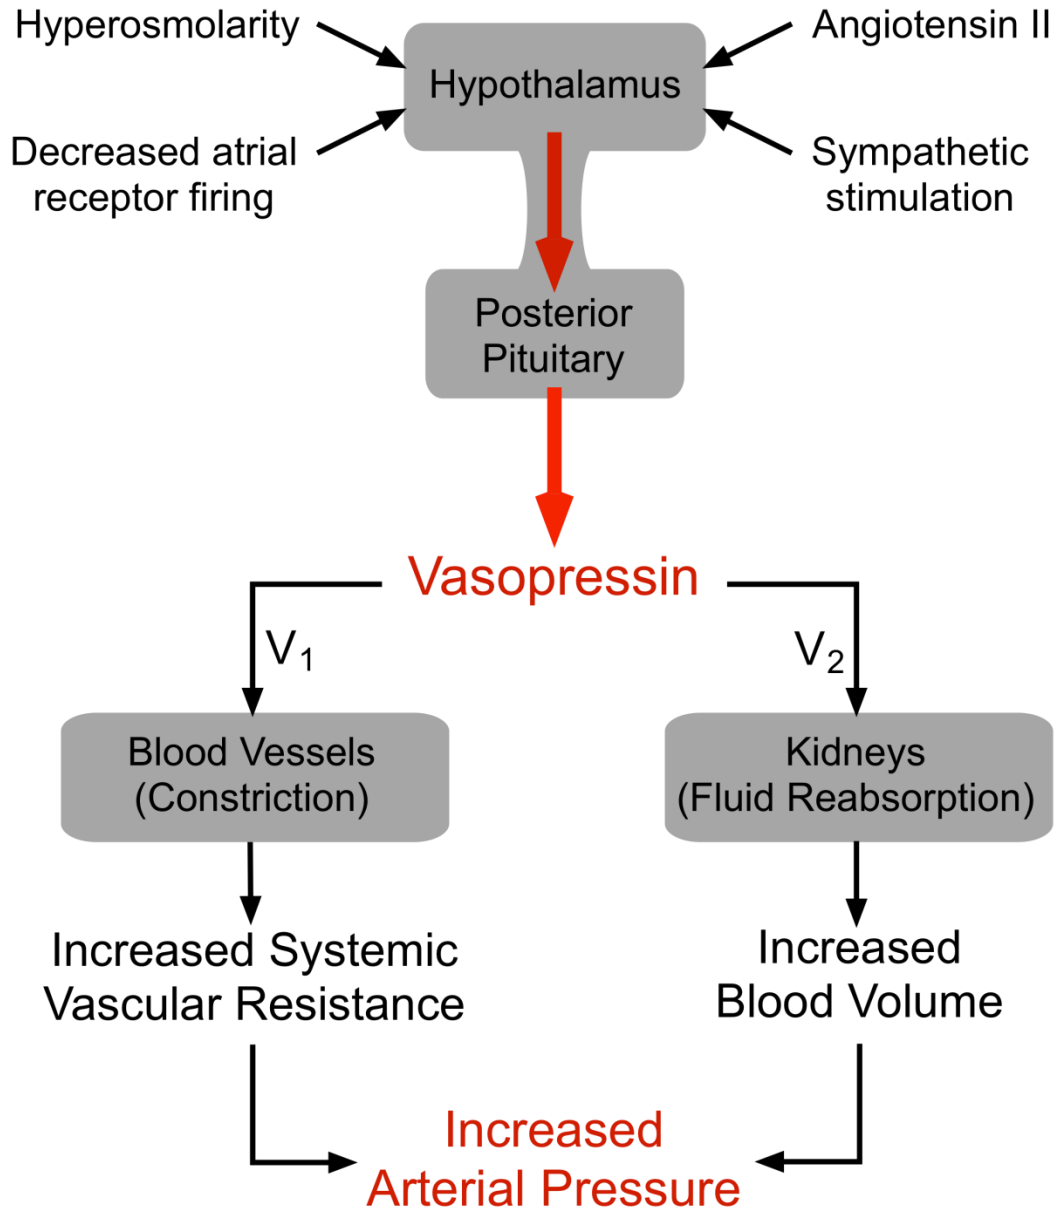 Hyperosmolarity
Angiotensin II
Hypothalamus
Decreased atrial
receptor firing
Sympathetic
stimulation
Posterior
Pituitary
Vasopressin
V₁
V₂
Blood Vessels
(Constriction)
Kidneys
(Fluid Reabsorption)
Increased Systemic
Vascular Resistance
Increased
Blood Volume
Increased
Arterial Pressure